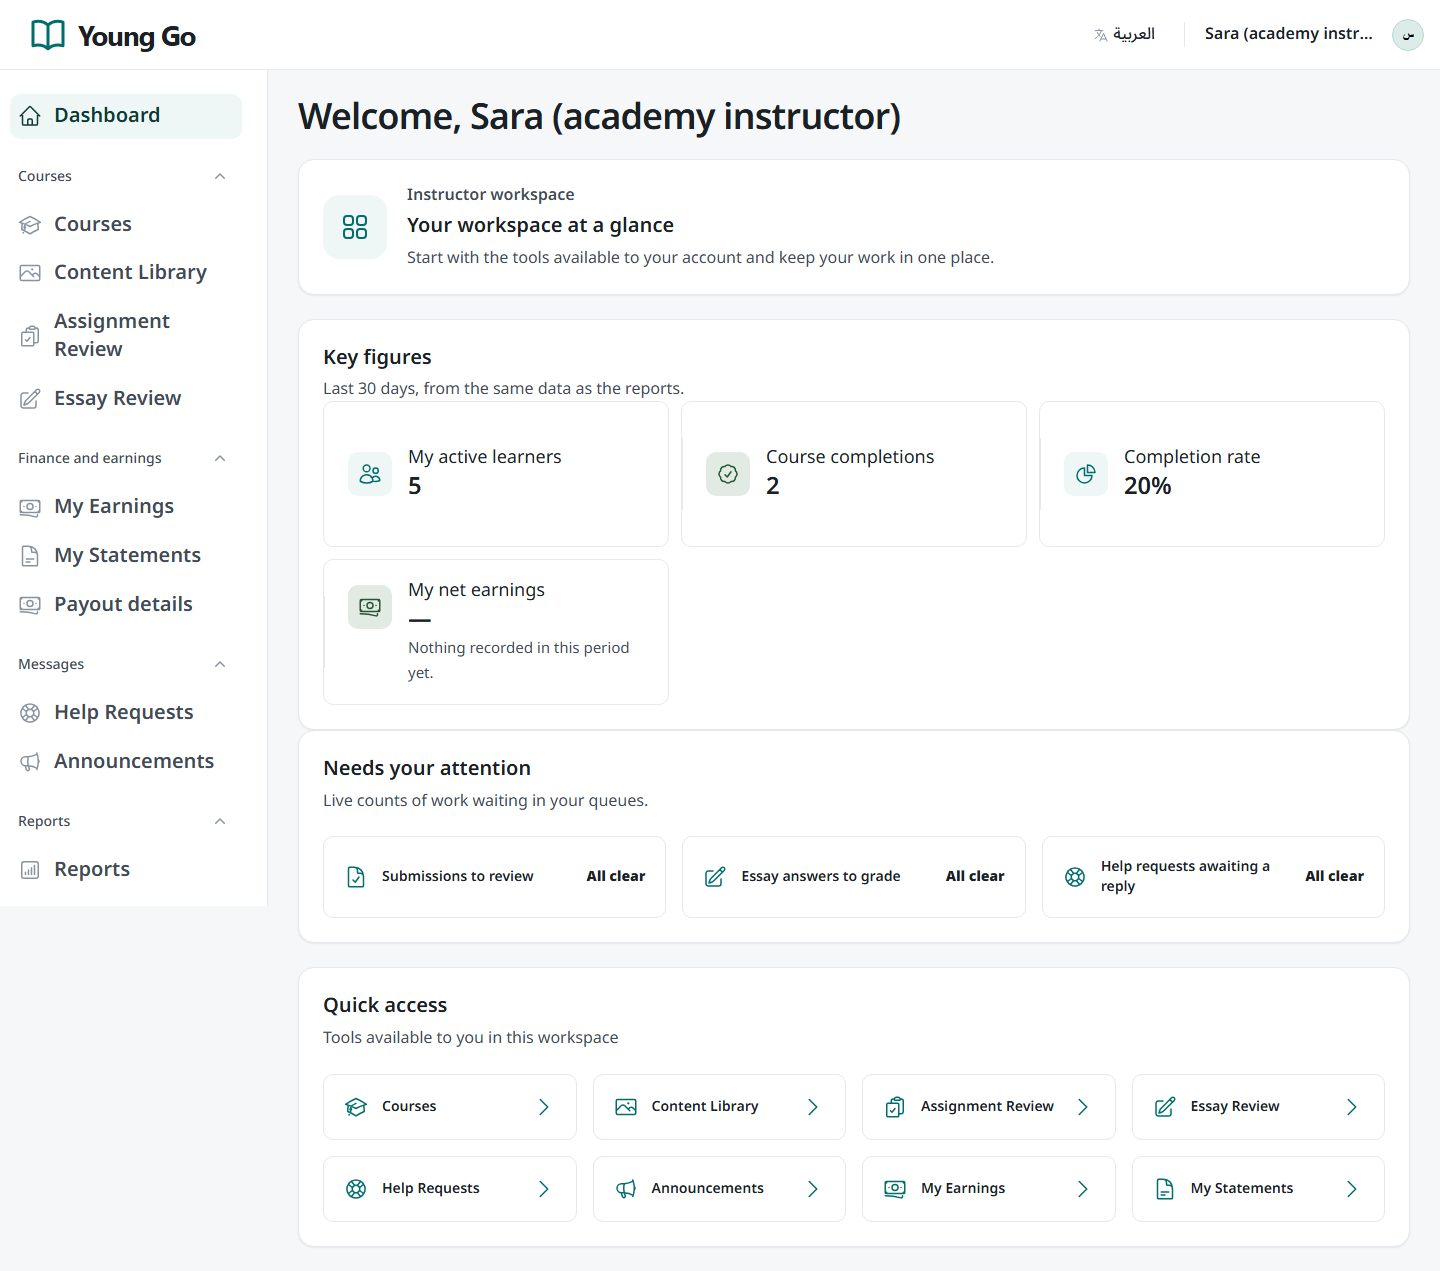 Young Go
العربية
Sara (academy instr...
س
Dashboard
Courses
Courses
Content Library
Assignment
Review
Essay Review
Finance and earnings
My Earnings
My Statements
Payout details
Messages
Help Requests
Announcements
Reports
Reports
Welcome, Sara (academy instructor)
Instructor workspace
Your workspace at a glance
Start with the tools available to your account and keep your work in one place.
Key figures
Last 30 days, from the same data as the reports.
My active learners
5
Course completions
2
Completion rate
20%
My net earnings
—
Nothing recorded in this period
yet.
Needs your attention
Live counts of work waiting in your queues.
Submissions to review
All clear
Essay answers to grade
All clear
Help requests awaiting a
reply
All clear
Quick access
Tools available to you in this workspace
Courses
Content Library
Assignment Review
Essay Review
Help Requests
Announcements
My Earnings
My Statements